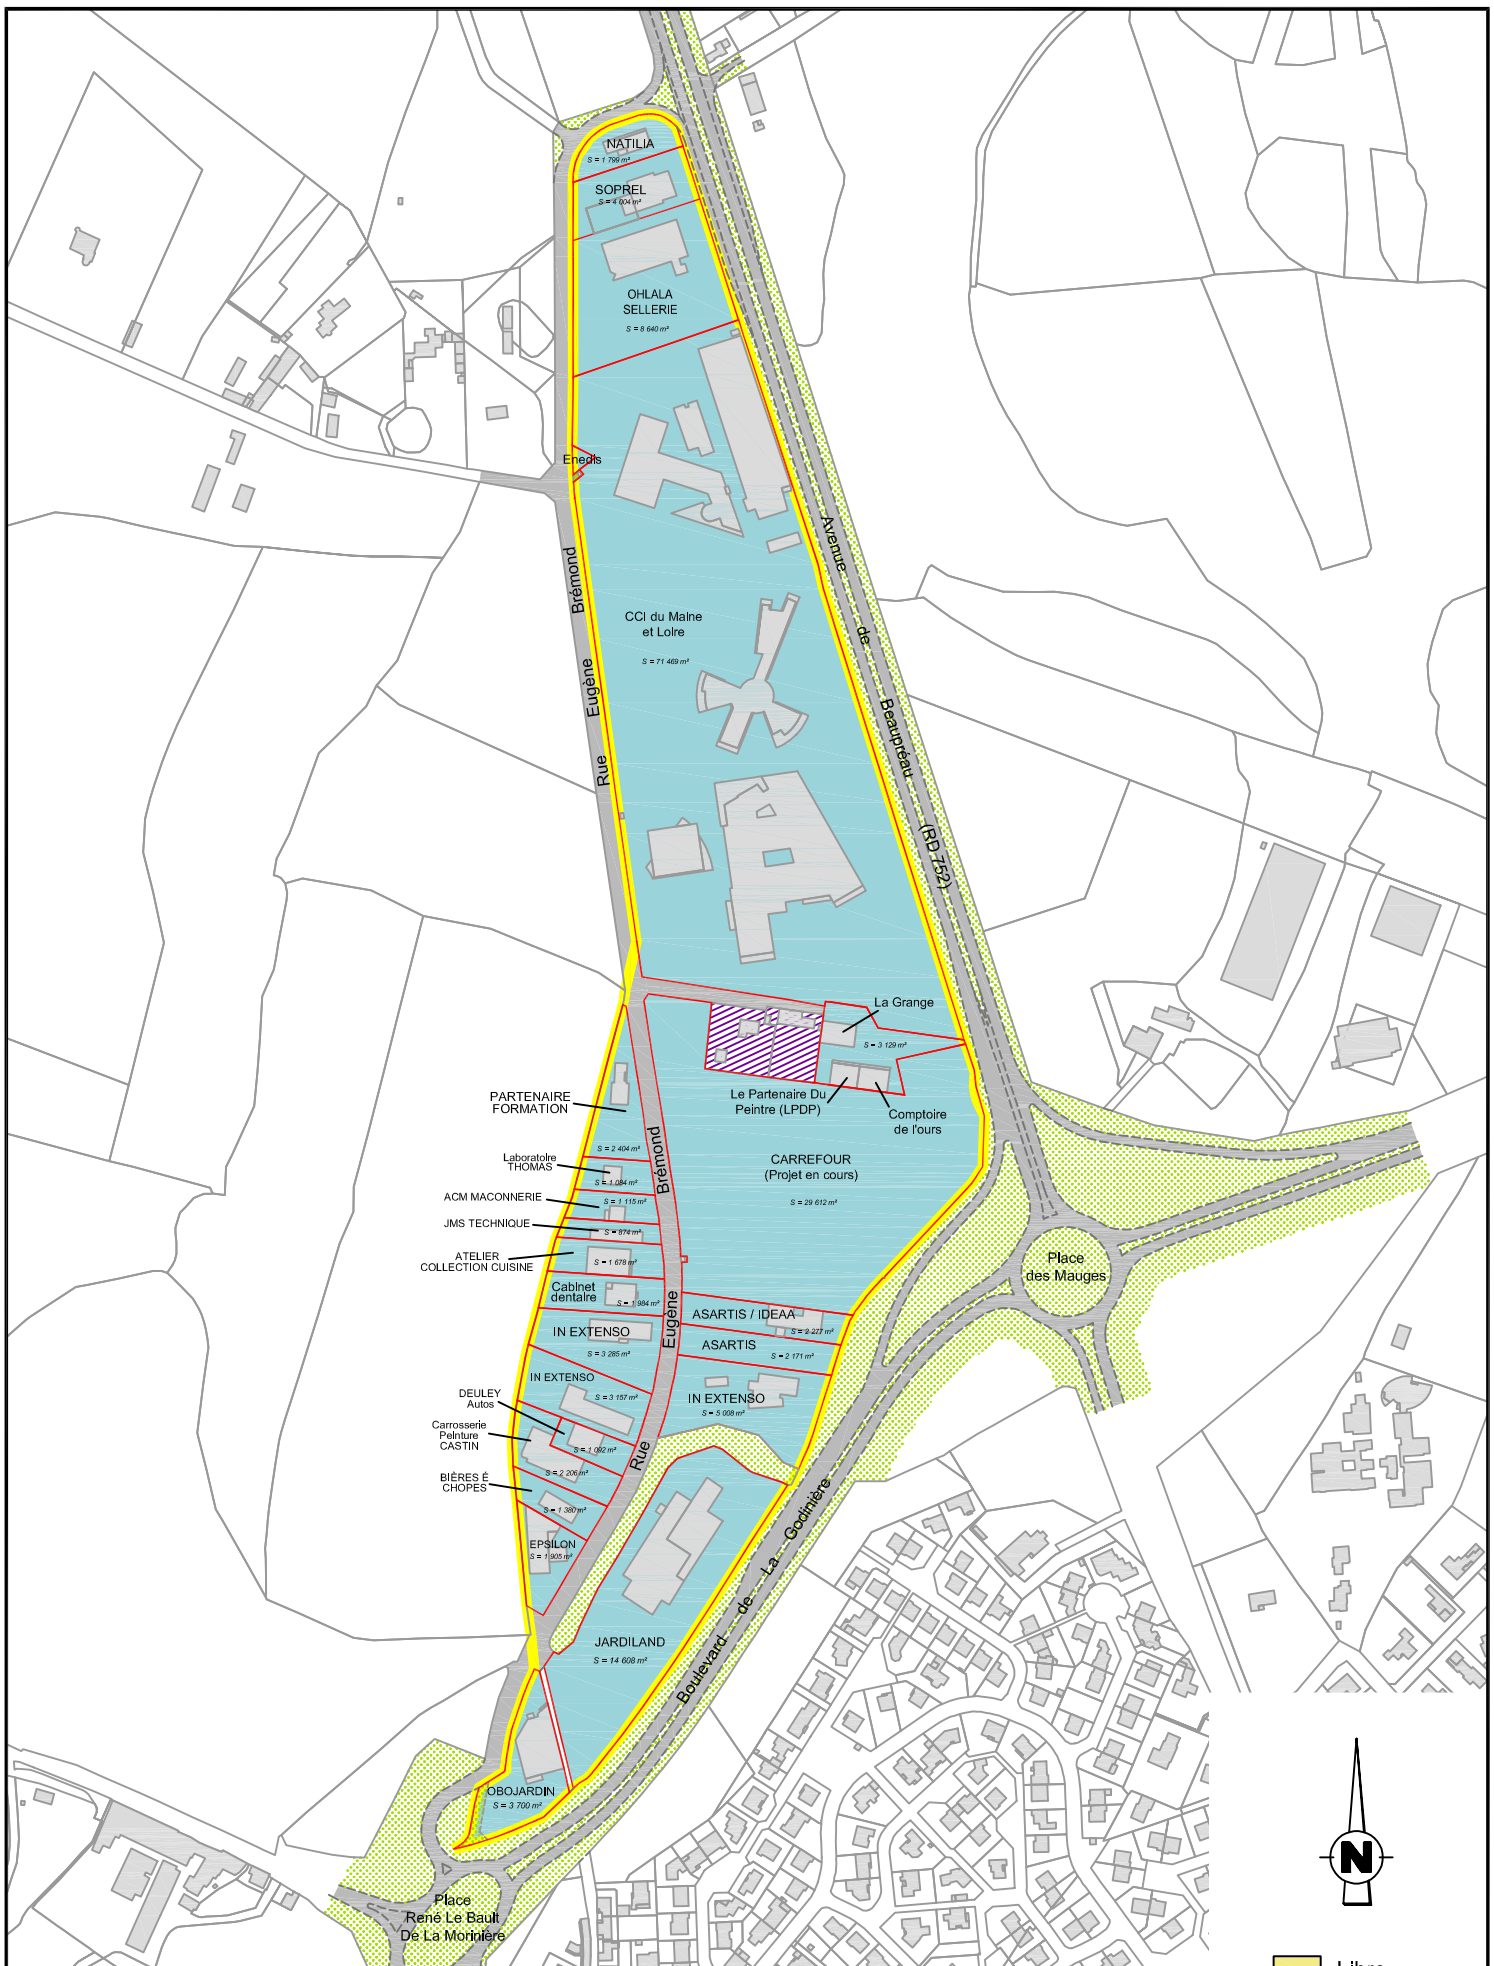 NATILIA
S = 1 799 m²
SOPREL
S = 4 004 m²
OHLALA
SELLERIE
S = 8 640 m²
Enedis
Avenue
de
Beaupréau
(RD 752)
Rue
Eugène
Brémond
CCI du Maine
et Loire
S = 71 469 m²
La Grange
S = 3 129 m²
Le Partenaire Du
Peintre (LPDP)
Comptoire
de l'ours
PARTENAIRE
FORMATION
S = 2 404 m²
Laboratoire
THOMAS
S = 1 084 m²
ACM MACONNERIE
S = 1 115 m²
JMS TECHNIQUE
S = 874 m²
ATELIER
COLLECTION CUISINE
S = 1 678 m²
Cabinet
dentaire
S = 1 984 m²
IN EXTENSO
S = 3 285 m²
IN EXTENSO
S = 3 157 m²
DEULEY
Autos
S = 1 092 m²
Carrosserie
Peinture
CASTIN
S = 2 206 m²
BIÈRES É
CHOPES
S = 1 380 m²
EPSILON
S = 1 905 m²
Rue
Eugène
Brémond
CARREFOUR
(Projet en cours)
S = 29 612 m²
ASARTIS / IDEAA
S = 2 277 m²
ASARTIS
S = 2 171 m²
IN EXTENSO
S = 5 008 m²
Place
des Mauges
JARDILAND
S = 14 608 m²
Boulevard
de
La
Godinière
OBOJARDIN
S = 3 700 m²
Place
René Le Bault
De La Morinière
N
Libre